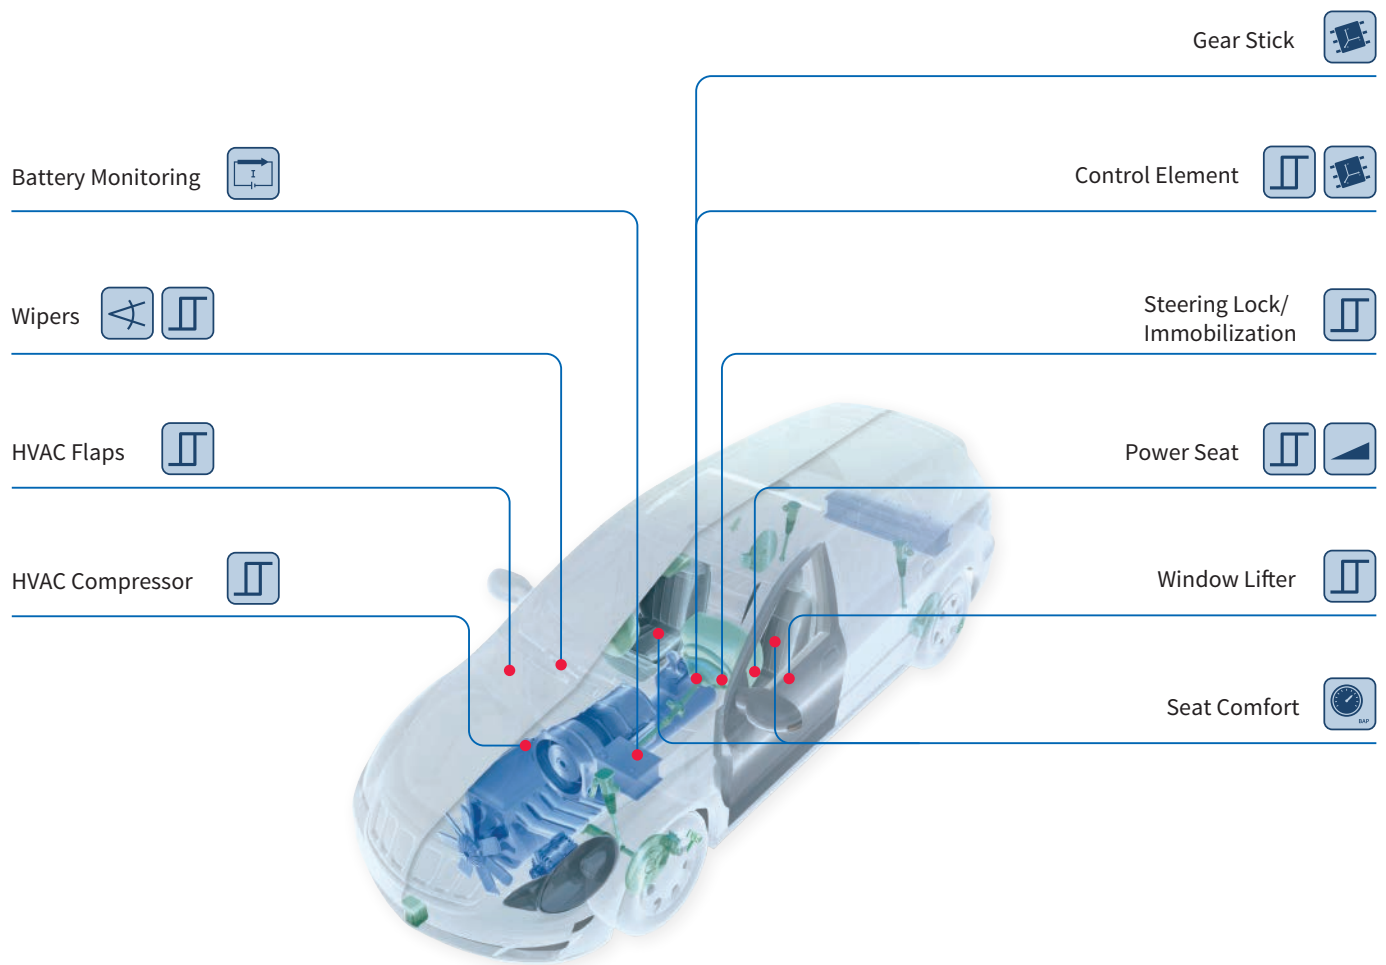 Gear Stick
Battery Monitoring
I
Control Element
Wipers
Steering Lock/
Immobilization
HVAC Flaps
Power Seat
HVAC Compressor
Window Lifter
Seat Comfort
BAP